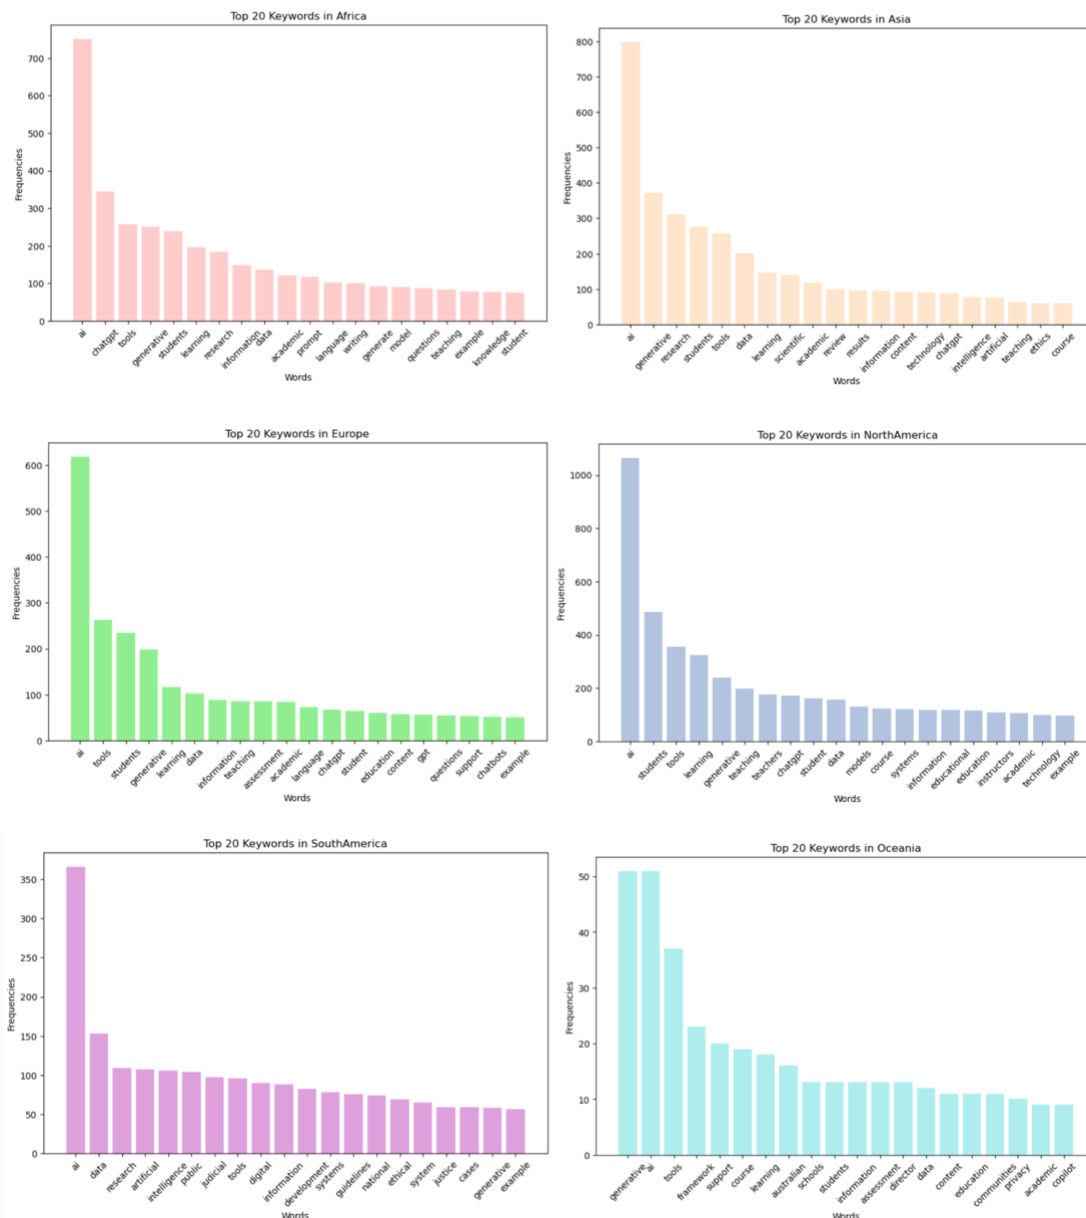 Top 20 Keywords in Africa
Frequencies
700
600
500
400
300
200
100
0
ai
chatgpt
tools
generative
students
learning
research
information
data
academic
prompt
language
writing
generate
model
questions
teaching
example
knowledge
student
Words
Top 20 Keywords in Asia
Frequencies
800
700
600
500
400
300
200
100
0
ai
generative
research
students
tools
data
learning
scientific
academic
review
results
information
content
technology
chatgpt
intelligence
artificial
teaching
ethics
course
Words
Top 20 Keywords in Europe
Frequencies
600
500
400
300
200
100
0
ai
tools
students
generative
learning
data
information
teaching
assessment
academic
language
chatgpt
student
education
content
gpt
questions
support
chatbots
example
Words
Top 20 Keywords in NorthAmerica
Frequencies
1000
800
600
400
200
0
ai
students
tools
learning
generative
teaching
teachers
chatgpt
student
data
models
course
systems
information
educational
education
instructors
academic
technology
example
Words
Top 20 Keywords in SouthAmerica
Frequencies
350
300
250
200
150
100
50
0
ai
data
research
artificial
intelligence
public
judicial
tools
digital
information
development
systems
guidelines
national
ethical
system
justice
cases
generative
example
Words
Top 20 Keywords in Oceania
Frequencies
50
40
30
20
10
0
generative
ai
tools
framework
support
course
learning
australian
schools
students
information
assessment
director
data
content
education
communities
privacy
academic
copilot
Words